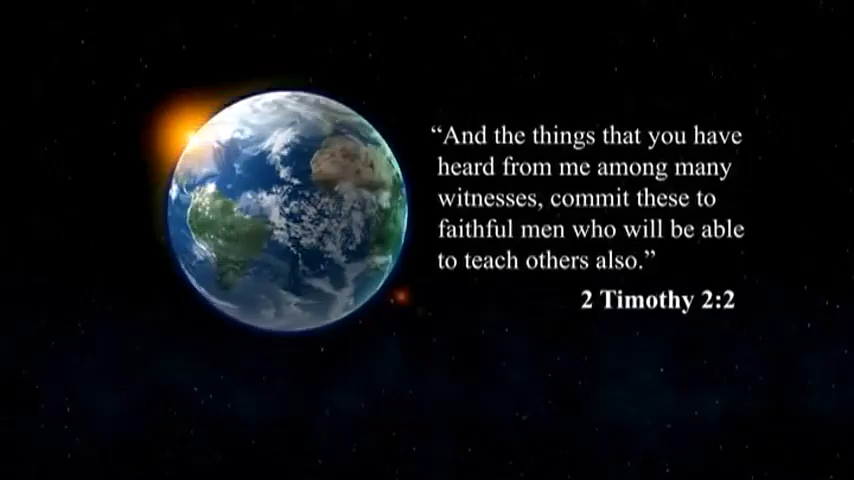 “And the things that you have
heard from me among many
witnesses, commit these to
faithful men who will be able
to teach others also.”
2 Timothy 2:2